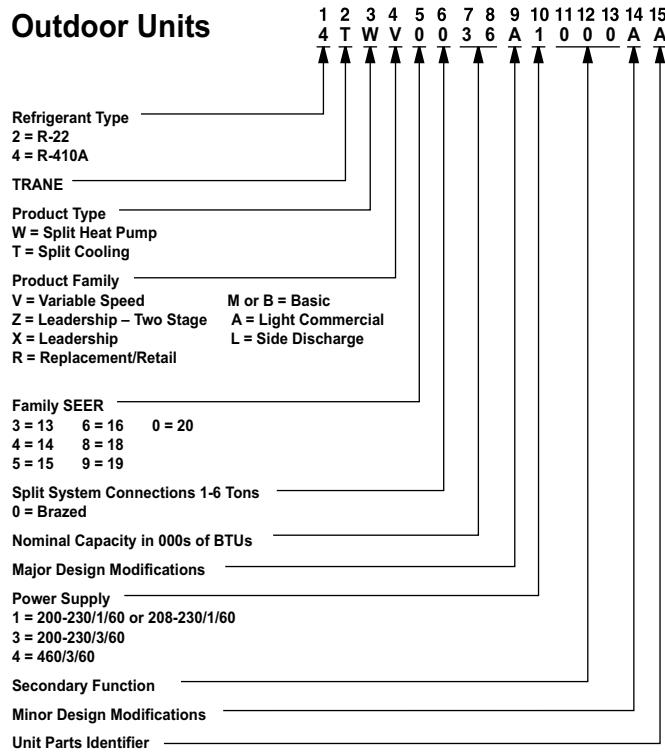 Outdoor Units
1 2 3 4 5 6 7 8 9 10 11 12 13 14 15
4 T W V 0 0 3 6 A 1 0 0 0 A A
Refrigerant Type
2 = R-22
4 = R-410A
TRANE
Product Type
W = Split Heat Pump
T = Split Cooling
Product Family
V = Variable Speed M or B = Basic
Z = Leadership – Two Stage A = Light Commercial
X = Leadership L = Side Discharge
R = Replacement/Retail
Family SEER
3 = 13 6 = 16 0 = 20
4 = 14 8 = 18
5 = 15 9 = 19
Split System Connections 1-6 Tons
0 = Brazed
Nominal Capacity in 000s of BTUs
Major Design Modifications
Power Supply
1 = 200-230/1/60 or 208-230/1/60
3 = 200-230/3/60
4 = 460/3/60
Secondary Function
Minor Design Modifications
Unit Parts Identifier